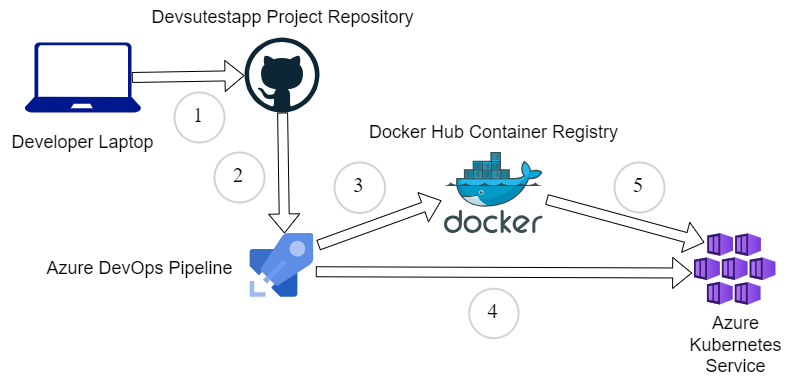 Devsutestapp Project Repository
1
Developer Laptop
Docker Hub Container Registry
2
3
5
docker
Azure DevOps Pipeline
4
Azure
Kubernetes
Service